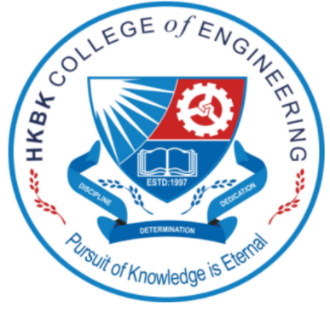 HKBK COLLEGE of ENGINEERING
ESTD:1997
DISCIPLINE
DETERMINATION
DEDICATION
Pursuit of Knowledge is Eternal